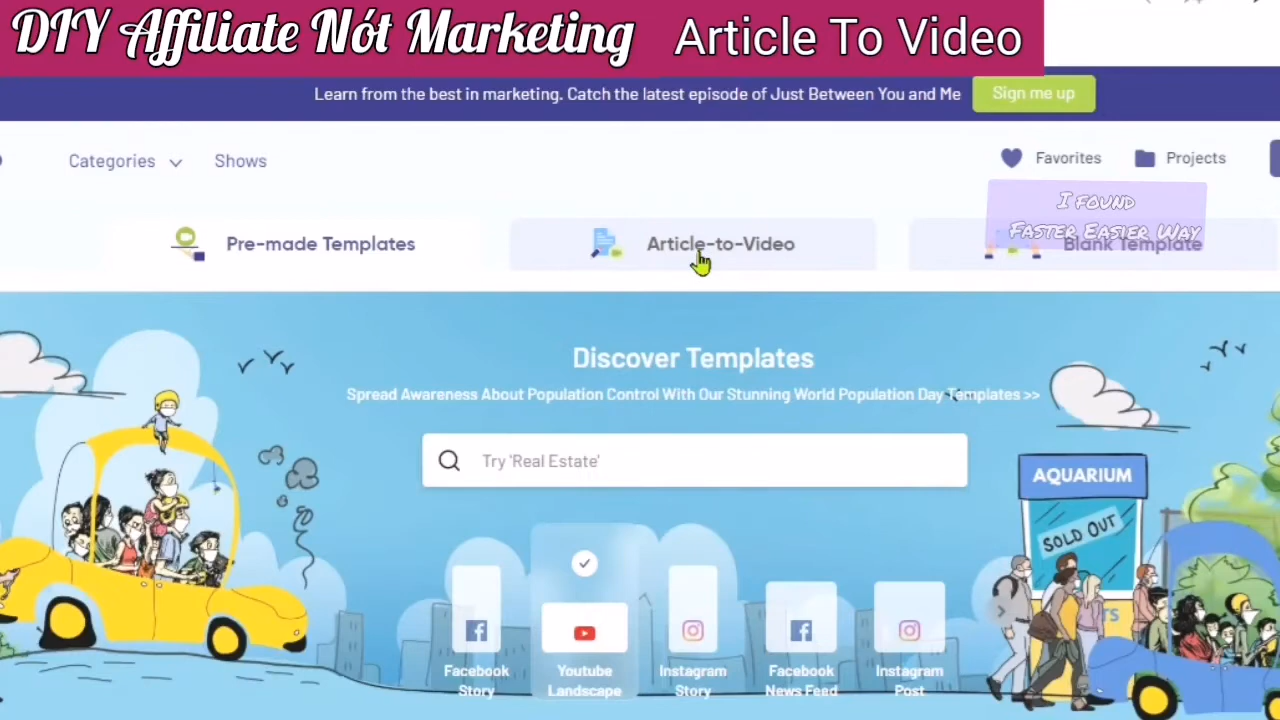 DIY Affiliate Nót Marketing Article To Video
Learn from the best in marketing. Catch the latest episode of Just Between You and Me Sign me up
Categories Shows Favorites Projects
I found
Faster Easier Way
Pre-made Templates Article-to-Video Blank Template
Discover Templates
Spread Awareness About Population Control With Our Stunning World Population Day Templates >>
Try 'Real Estate'
AQUARIUM
SOLD OUT
Facebook Story
Youtube Landscape
Instagram Story
Facebook News Feed
Instagram Post